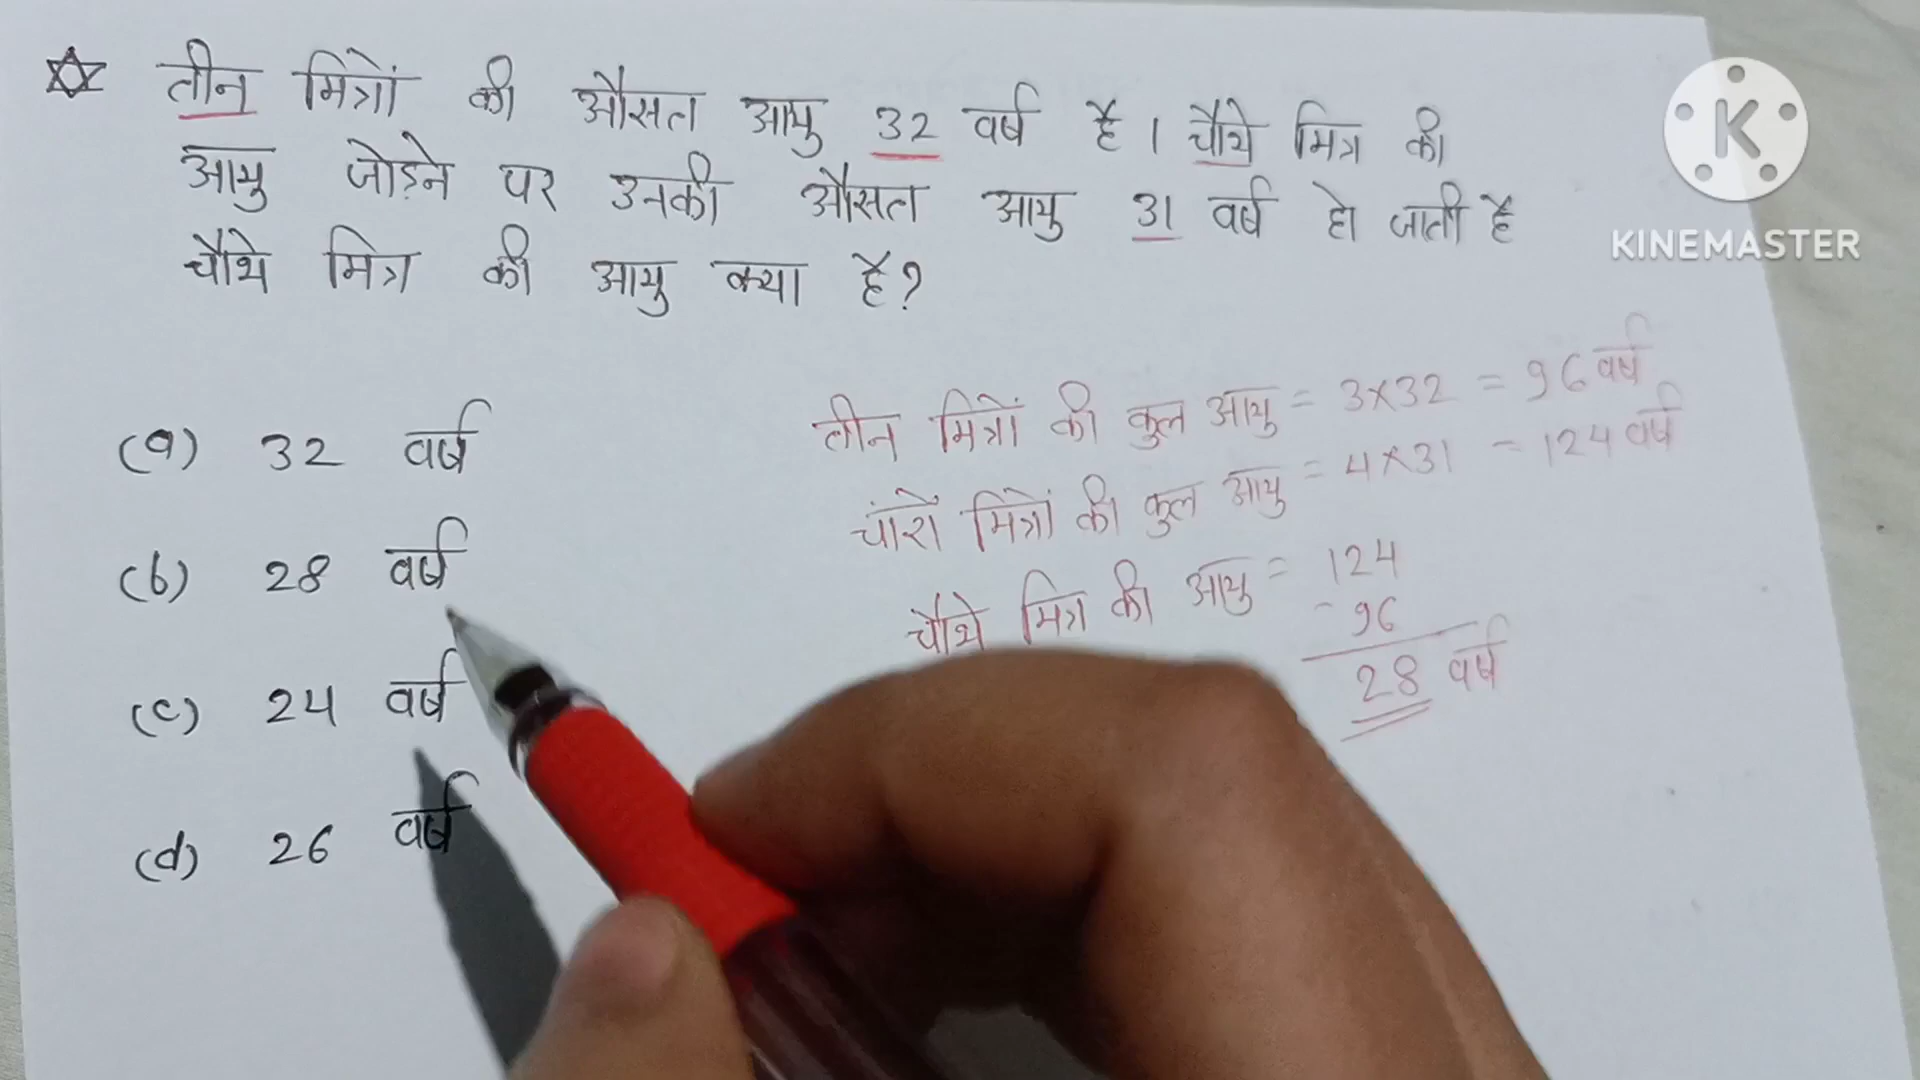 तीन मित्रों की औसत आयु 32 वर्ष है । चौथे मित्र की
आयु जोड़ने पर उनकी औसत आयु 31 वर्ष हो जाती है
चौथे मित्र की आयु क्या है?
(a) 32 वर्ष
(b) 28 वर्ष
(c) 24 वर्ष
(d) 26 वर्ष
तीन मित्रों की कुल आयु = 3×32 = 96 वर्ष
चांरों मित्रों की कुल आयु = 4×31 = 124 वर्ष
चौथे मित्र की आयु = 124
- 96
28 वर्ष
K
KINEMASTER